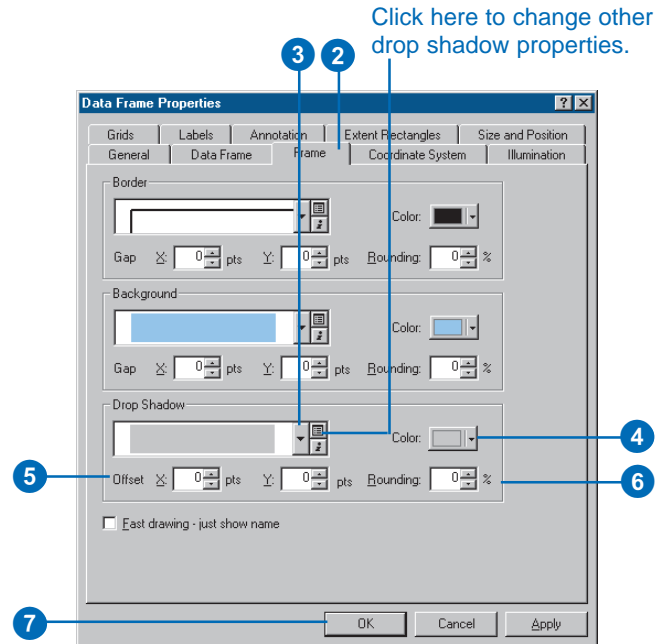 Click here to change other
drop shadow properties.
3 2
Data Frame Properties
Grids Labels Annotation Extent Rectangles Size and Position
General Data Frame Frame Coordinate System Illumination
Border
Color:
Gap X: 0 pts Y: 0 pts Rounding: 0 %
Background
Color:
Gap X: 0 pts Y: 0 pts Rounding: 0 %
Drop Shadow
Color: 4
5 Offset X: 0 pts Y: 0 pts Rounding: 0 % 6
Fast drawing - just show name
7 OK Cancel Apply